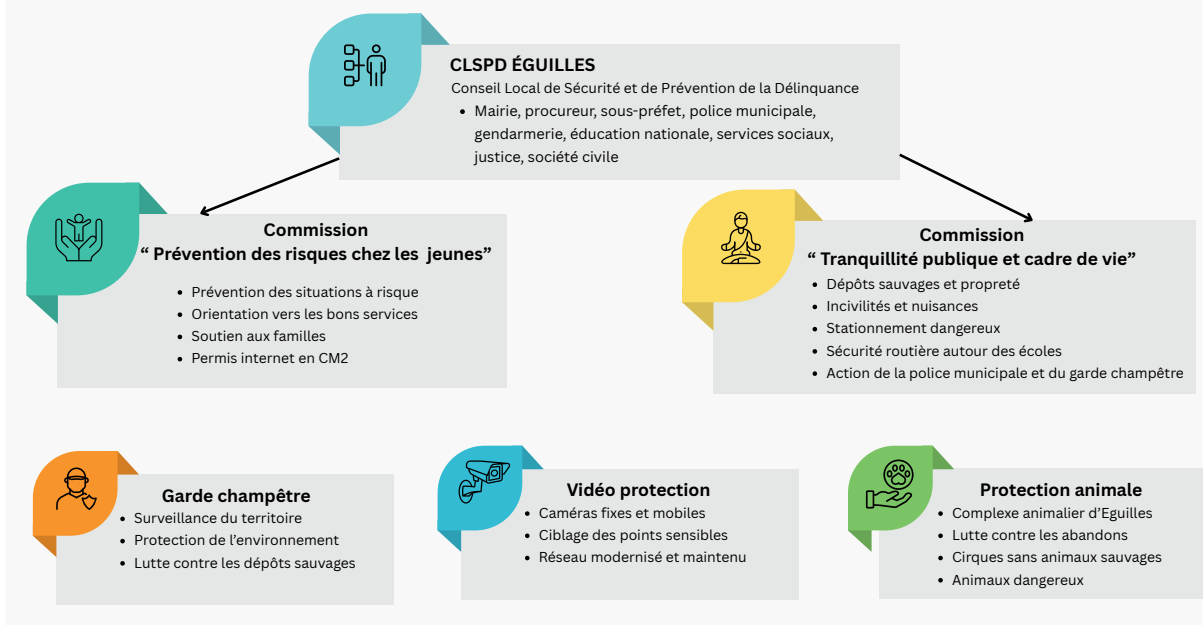 CLSPD ÉGUILLES
Conseil Local de Sécurité et de Prévention de la Délinquance
• Mairie, procureur, sous-préfet, police municipale,
gendarmerie, éducation nationale, services sociaux,
justice, société civile
Commission
“ Prévention des risques chez les jeunes”
• Prévention des situations à risque
• Orientation vers les bons services
• Soutien aux familles
• Permis internet en CM2
Commission
“ Tranquillité publique et cadre de vie”
• Dépôts sauvages et propreté
• Incivilités et nuisances
• Stationnement dangereux
• Sécurité routière autour des écoles
• Action de la police municipale et du garde champêtre
Garde champêtre
• Surveillance du territoire
• Protection de l’environnement
• Lutte contre les dépôts sauvages
Vidéo protection
• Caméras fixes et mobiles
• Ciblage des points sensibles
• Réseau modernisé et maintenu
Protection animale
• Complexe animalier d’Eguilles
• Lutte contre les abandons
• Cirques sans animaux sauvages
• Animaux dangereux